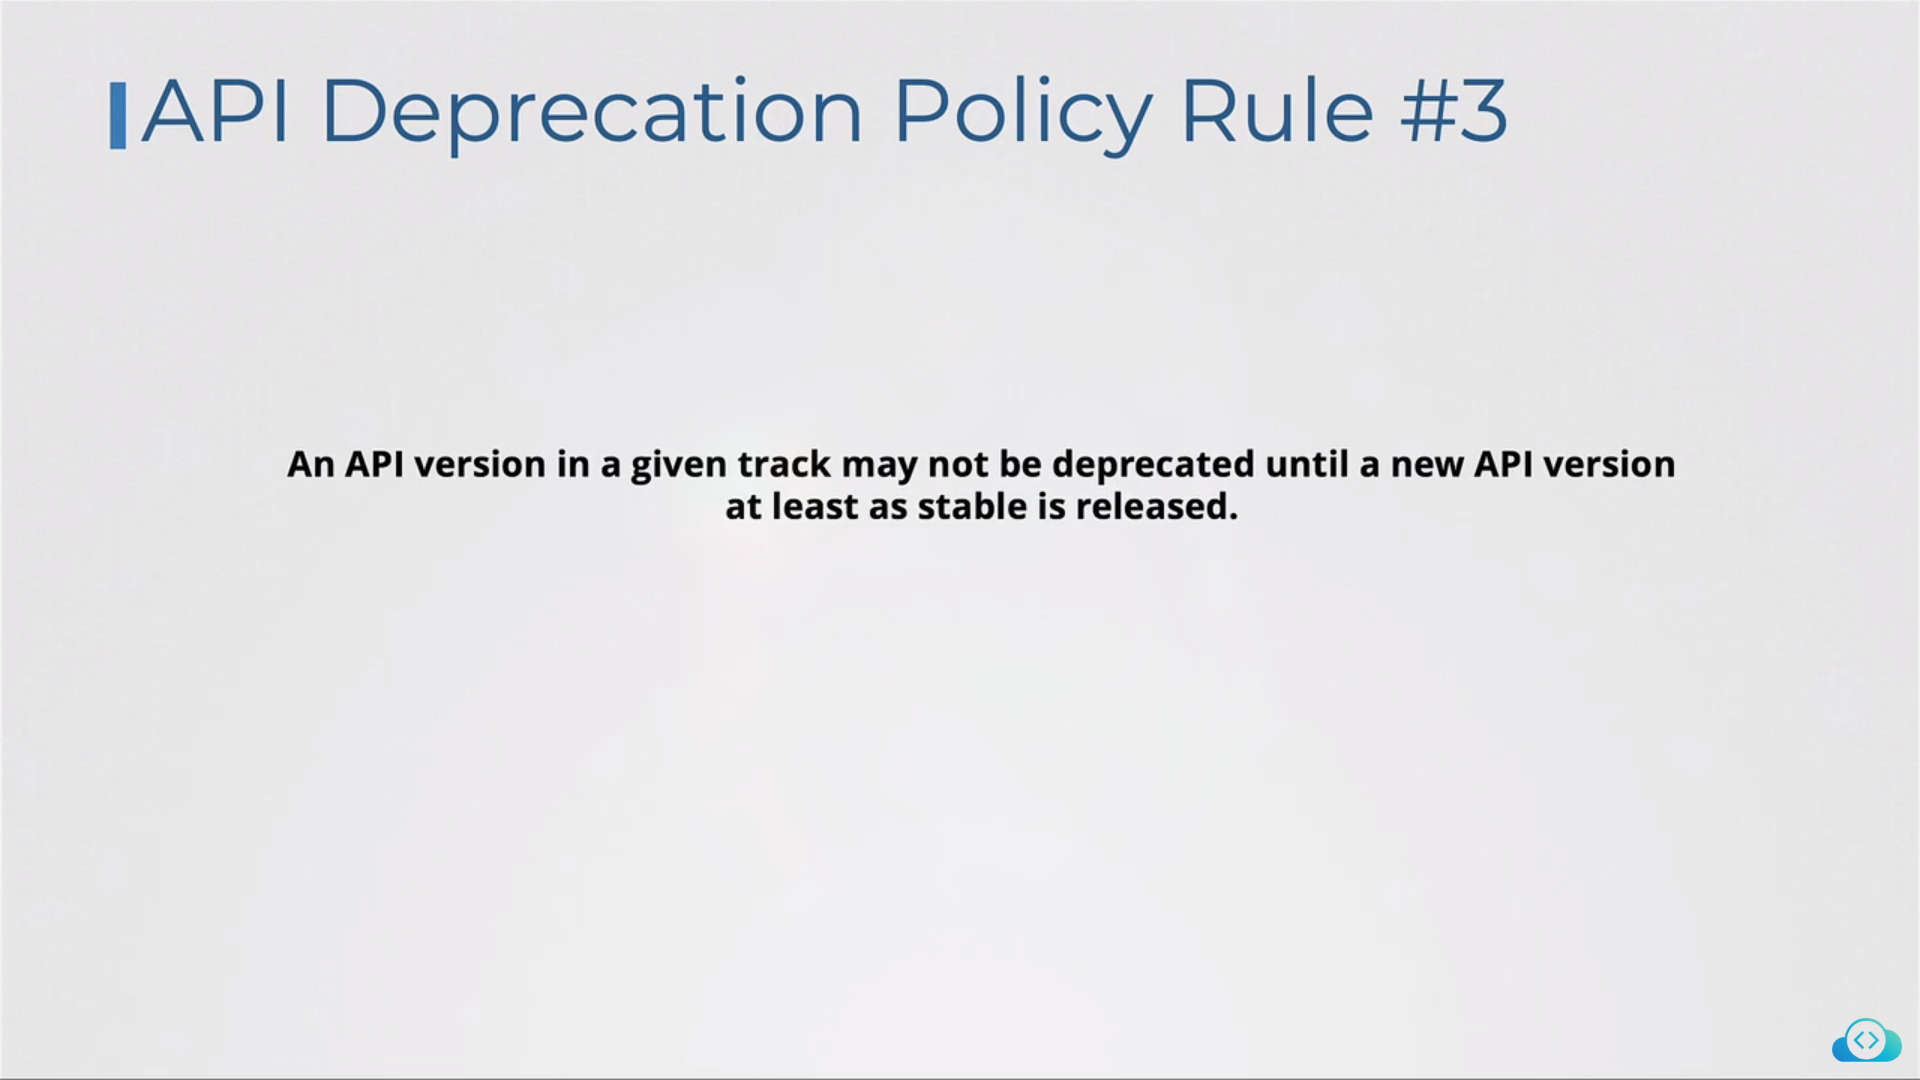 API Deprecation Policy Rule #3
An API version in a given track may not be deprecated until a new API version
at least as stable is released.